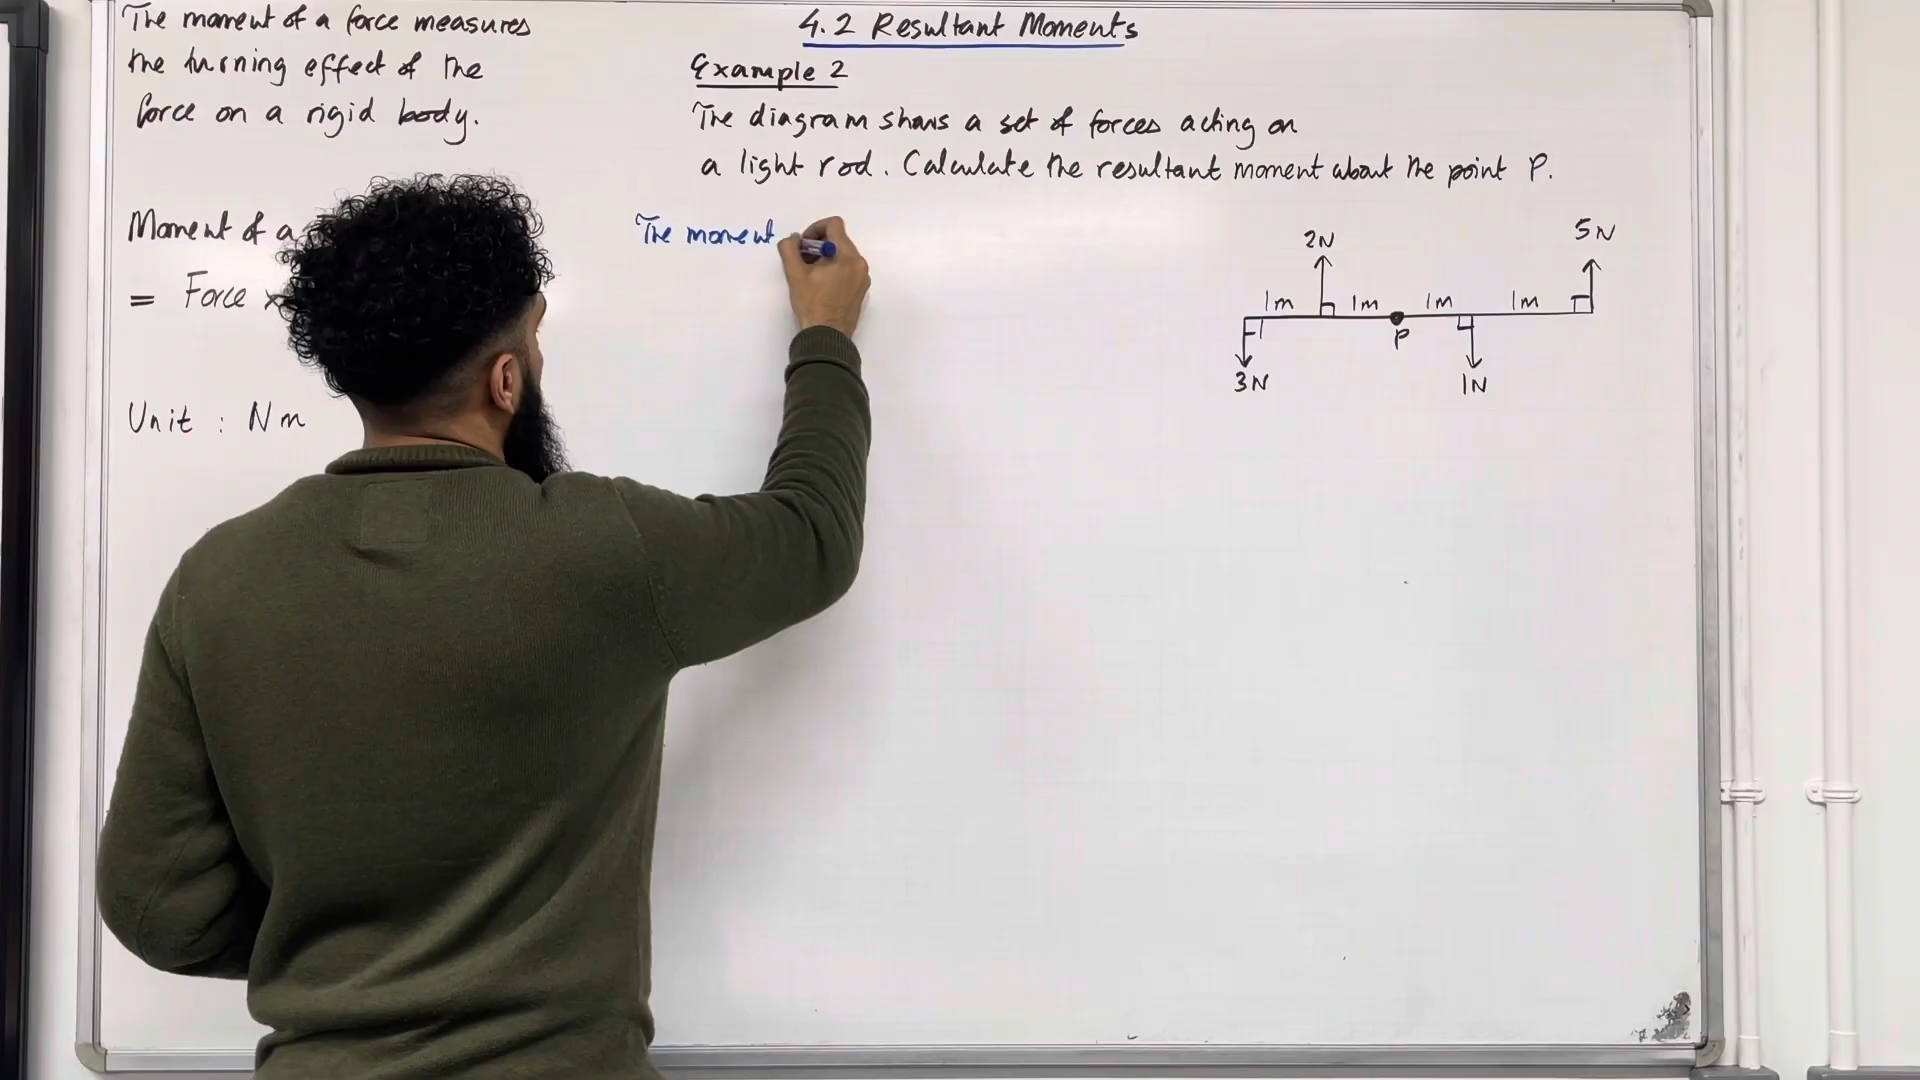 The moment of a force measures
the turning effect of the
force on a rigid body.
Moment of a
= Force ×
Unit : Nm
4.2 Resultant Moments
Example 2
The diagram shows a set of forces acting on
a light rod. Calculate the resultant moment about the point P.
The moment
2N 5N
1m 1m 1m 1m
P
3N 1N